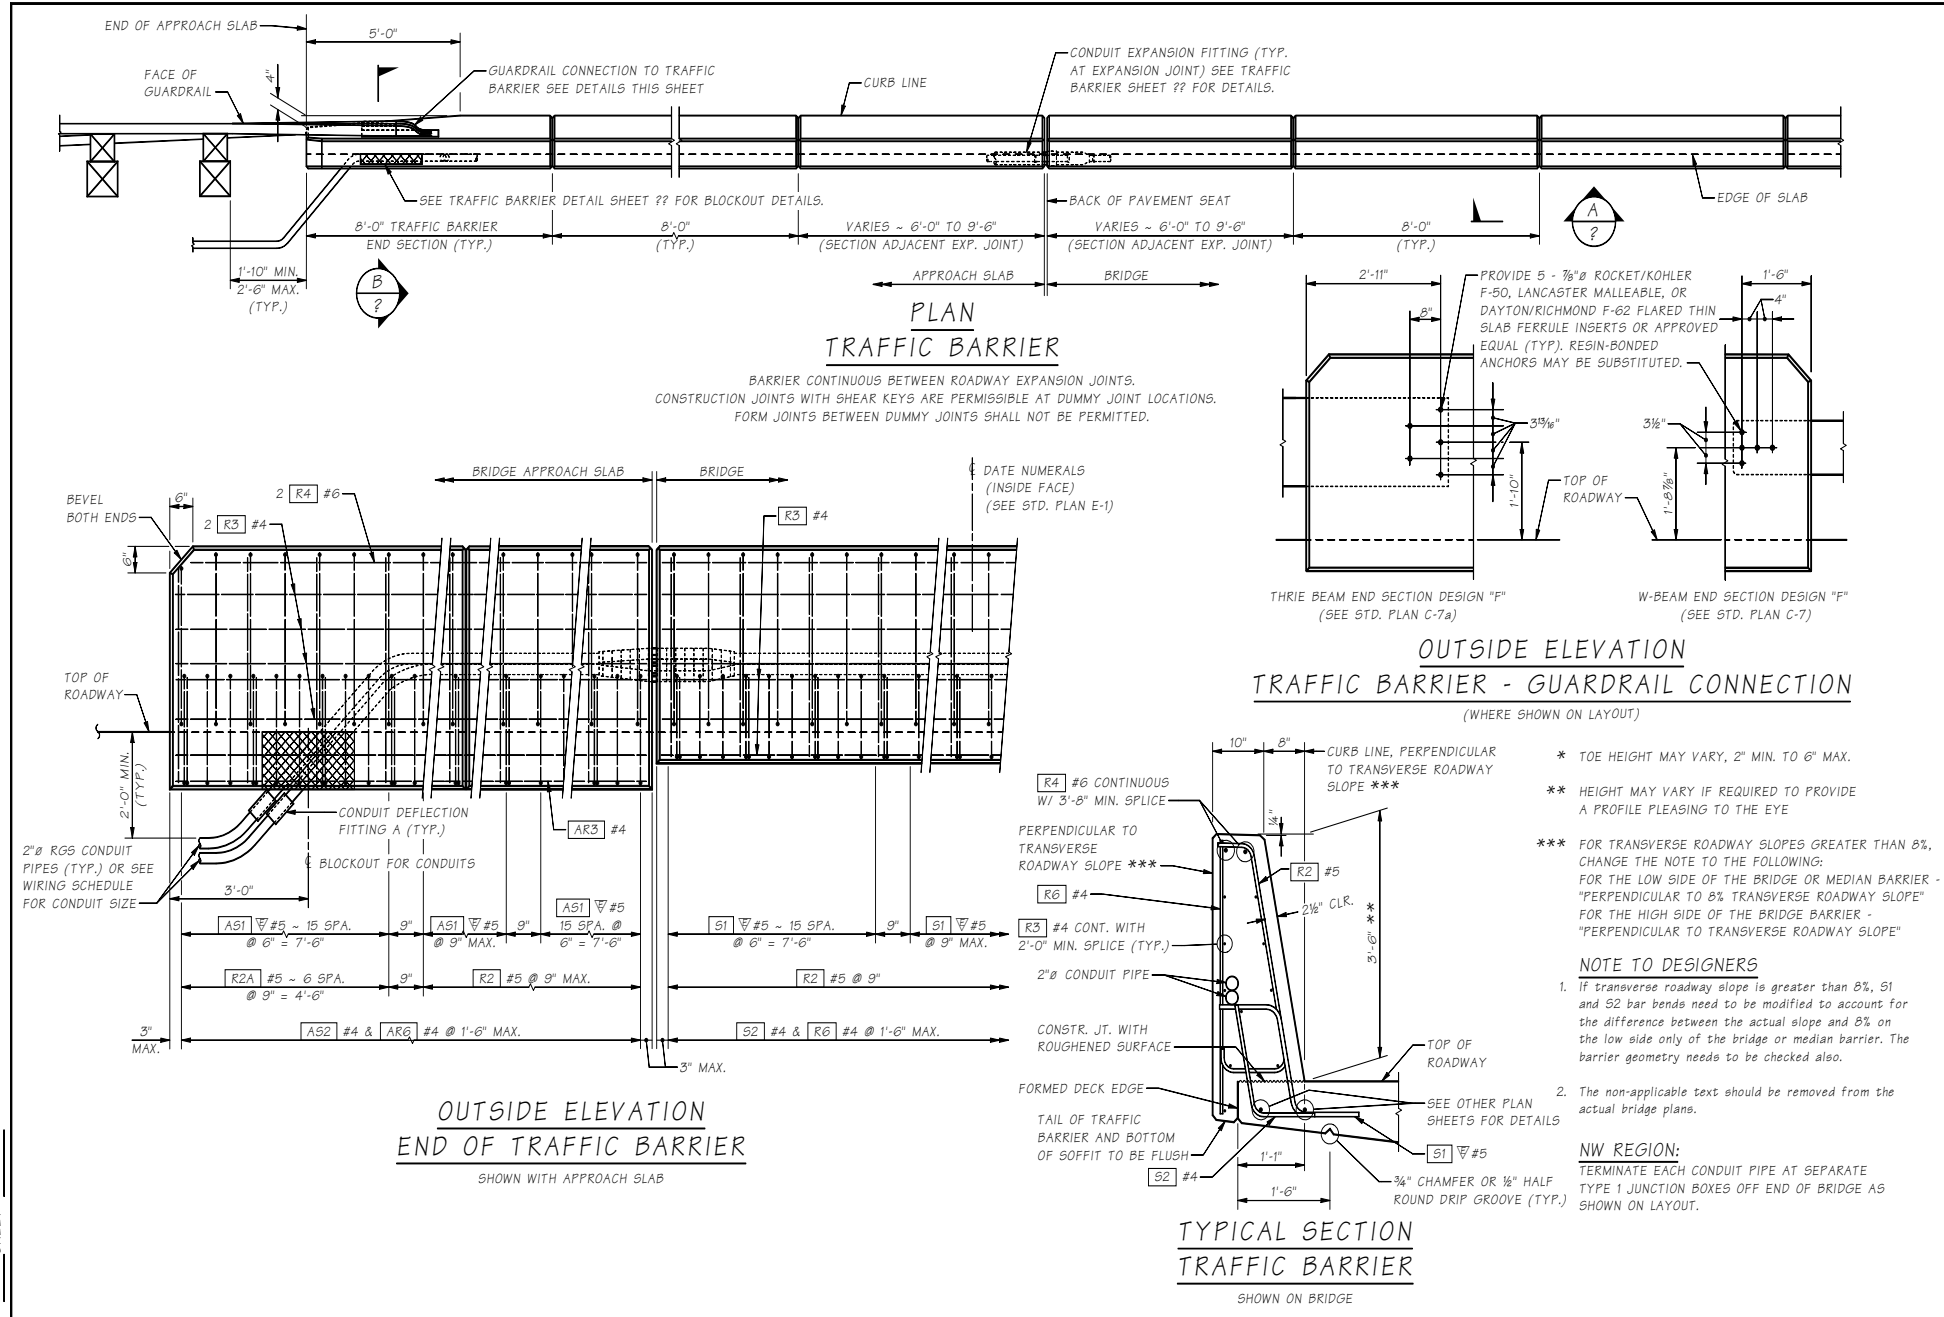 END OF APPROACH SLAB
5'-0"
4"
FACE OF
GUARDRAIL
GUARDRAIL CONNECTION TO TRAFFIC
BARRIER SEE DETAILS THIS SHEET
CURB LINE
CONDUIT EXPANSION FITTING (TYP.
AT EXPANSION JOINT) SEE TRAFFIC
BARRIER SHEET ?? FOR DETAILS.
SEE TRAFFIC BARRIER DETAIL SHEET ?? FOR BLOCKOUT DETAILS.
BACK OF PAVEMENT SEAT
EDGE OF SLAB
A
?
8'-0" TRAFFIC BARRIER
END SECTION (TYP.)
8'-0"
(TYP.)
VARIES ~ 6'-0" TO 9'-6"
(SECTION ADJACENT EXP. JOINT)
VARIES ~ 6'-0" TO 9'-6"
(SECTION ADJACENT EXP. JOINT)
8'-0"
(TYP.)
1'-10" MIN.
2'-6" MAX.
(TYP.)
B
?
APPROACH SLAB
BRIDGE
PLAN
TRAFFIC BARRIER
BARRIER CONTINUOUS BETWEEN ROADWAY EXPANSION JOINTS.
CONSTRUCTION JOINTS WITH SHEAR KEYS ARE PERMISSIBLE AT DUMMY JOINT LOCATIONS.
FORM JOINTS BETWEEN DUMMY JOINTS SHALL NOT BE PERMITTED.
2'-11"
8"
PROVIDE 5 - ⅞"ø ROCKET/KOHLER
F-50, LANCASTER MALLEABLE, OR
DAYTON/RICHMOND F-62 FLARED THIN
SLAB FERRULE INSERTS OR APPROVED
EQUAL (TYP). RESIN-BONDED
ANCHORS MAY BE SUBSTITUTED.
1'-6"
4"
3 13/16"
3½"
1'-10"
TOP OF
ROADWAY
1'-8⅞"
THRIE BEAM END SECTION DESIGN "F"
(SEE STD. PLAN C-7a)
W-BEAM END SECTION DESIGN "F"
(SEE STD. PLAN C-7)
OUTSIDE ELEVATION
TRAFFIC BARRIER - GUARDRAIL CONNECTION
(WHERE SHOWN ON LAYOUT)
BRIDGE APPROACH SLAB
BRIDGE
℄ DATE NUMERALS
(INSIDE FACE)
(SEE STD. PLAN E-1)
BEVEL
BOTH ENDS
6"
6"
2 R4 #6
2 R3 #4
R3 #4
TOP OF
ROADWAY
2'-0" MIN.
(TYP.)
CONDUIT DEFLECTION
FITTING A (TYP.)
AR3 #4
2"ø RGS CONDUIT
PIPES (TYP.) OR SEE
WIRING SCHEDULE
FOR CONDUIT SIZE
℄ BLOCKOUT FOR CONDUITS
3'-0"
AS1 E #5 ~ 15 SPA.
@ 6" = 7'-6"
9"
AS1 E #5
@ 9" MAX.
9"
AS1 E #5
15 SPA. @
6" = 7'-6"
S1 E #5 ~ 15 SPA.
@ 6" = 7'-6"
9"
S1 E #5
@ 9" MAX.
R2A #5 ~ 6 SPA.
@ 9" = 4'-6"
9"
R2 #5 @ 9" MAX.
R2 #5 @ 9"
3"
MAX.
AS2 #4 & AR6 #4 @ 1'-6" MAX.
S2 #4 & R6 #4 @ 1'-6" MAX.
3" MAX.
OUTSIDE ELEVATION
END OF TRAFFIC BARRIER
SHOWN WITH APPROACH SLAB
10"
8"
CURB LINE, PERPENDICULAR
TO TRANSVERSE ROADWAY
SLOPE ***
¼"
R4 #6 CONTINUOUS
W/ 3'-8" MIN. SPLICE
PERPENDICULAR TO
TRANSVERSE
ROADWAY SLOPE ***
R2 #5
R6 #4
2½" CLR.
R3 #4 CONT. WITH
2'-0" MIN. SPLICE (TYP.)
3'-6" **
2"ø CONDUIT PIPE
CONSTR. JT. WITH
ROUGHENED SURFACE
TOP OF
ROADWAY
FORMED DECK EDGE
SEE OTHER PLAN
SHEETS FOR DETAILS
TAIL OF TRAFFIC
BARRIER AND BOTTOM
OF SOFFIT TO BE FLUSH
S1 E #5
S2 #4
1'-1"
1'-6"
¾" CHAMFER OR ½" HALF
ROUND DRIP GROOVE (TYP.)
TYPICAL SECTION
TRAFFIC BARRIER
SHOWN ON BRIDGE
* TOE HEIGHT MAY VARY, 2" MIN. TO 6" MAX.
** HEIGHT MAY VARY IF REQUIRED TO PROVIDE
A PROFILE PLEASING TO THE EYE
*** FOR TRANSVERSE ROADWAY SLOPES GREATER THAN 8%,
CHANGE THE NOTE TO THE FOLLOWING:
FOR THE LOW SIDE OF THE BRIDGE OR MEDIAN BARRIER -
"PERPENDICULAR TO 8% TRANSVERSE ROADWAY SLOPE"
FOR THE HIGH SIDE OF THE BRIDGE BARRIER -
"PERPENDICULAR TO TRANSVERSE ROADWAY SLOPE"
NOTE TO DESIGNERS
1. If transverse roadway slope is greater than 8%, S1
and S2 bar bends need to be modified to account for
the difference between the actual slope and 8% on
the low side only of the bridge or median barrier. The
barrier geometry needs to be checked also.
2. The non-applicable text should be removed from the
actual bridge plans.
NW REGION:
TERMINATE EACH CONDUIT PIPE AT SEPARATE
TYPE 1 JUNCTION BOXES OFF END OF BRIDGE AS
SHOWN ON LAYOUT.